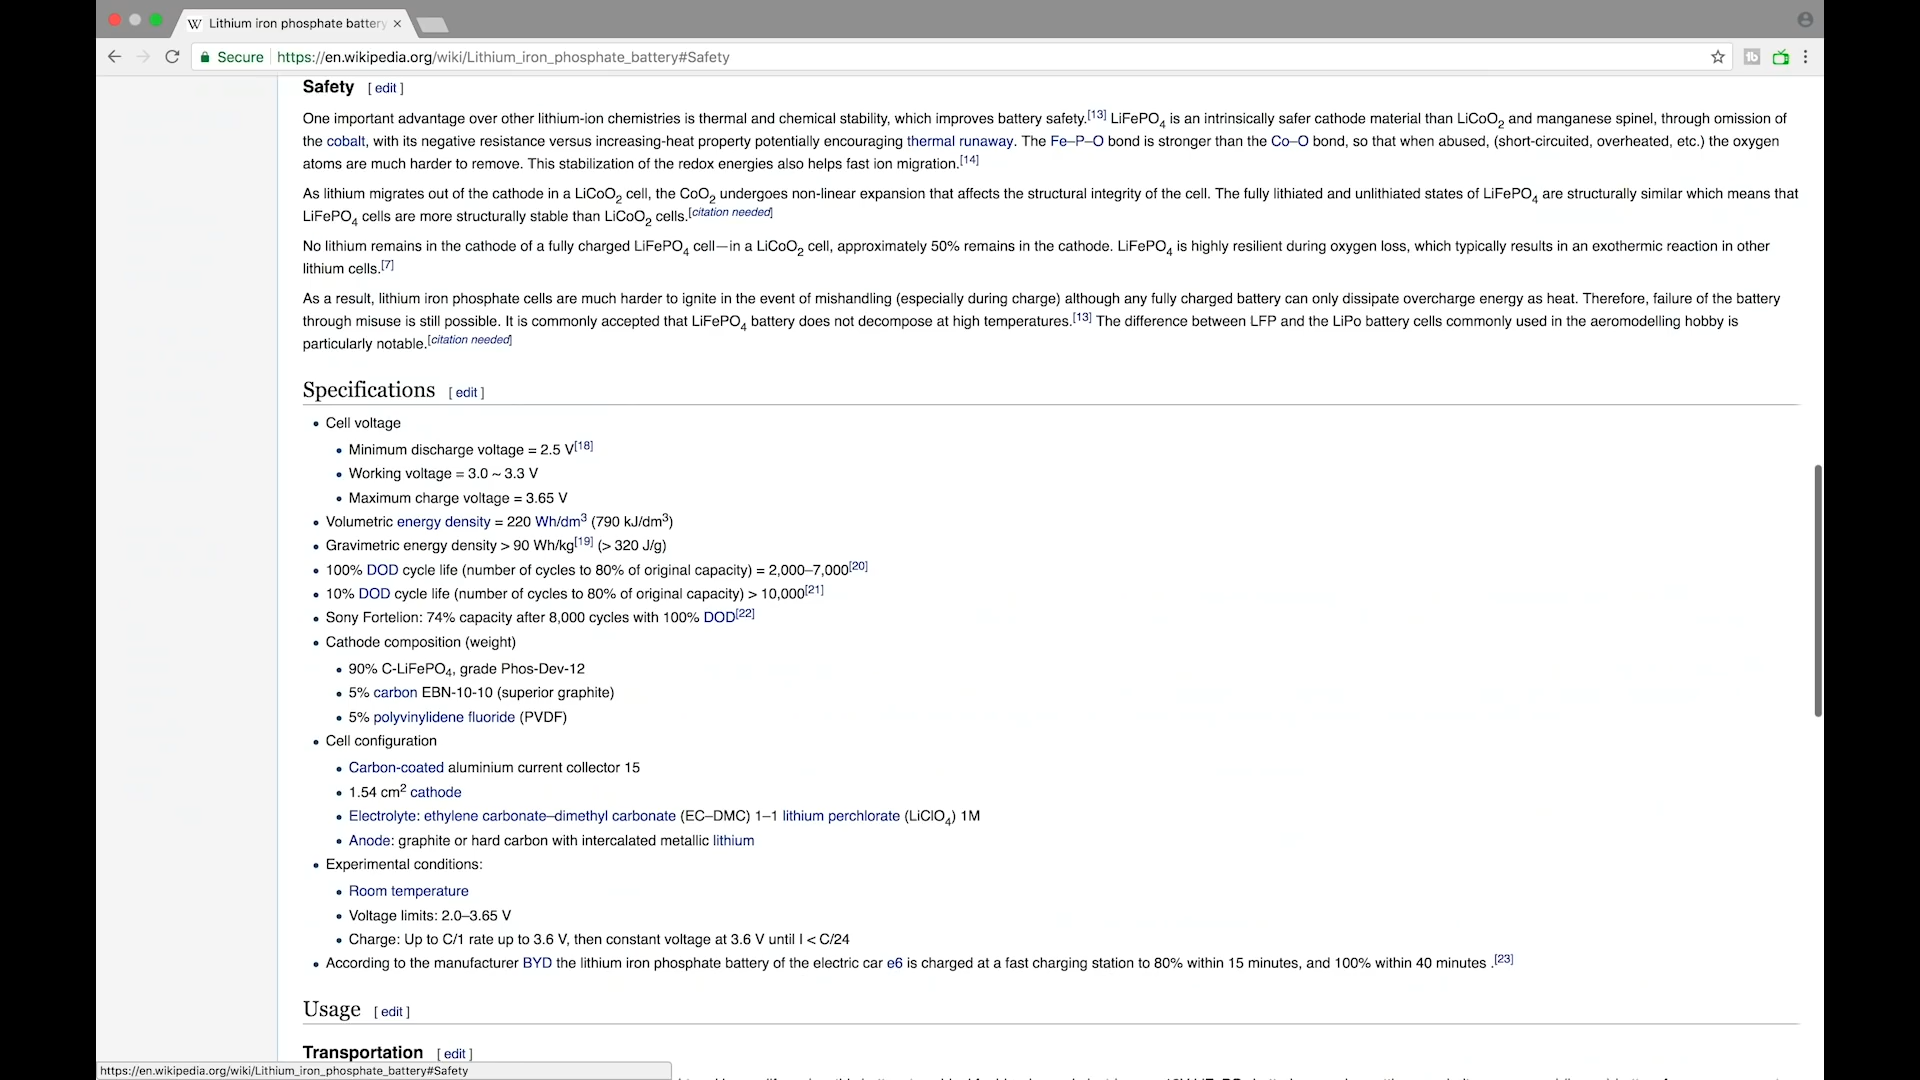 Lithium iron phosphate battery
Secure https://en.wikipedia.org/wiki/Lithium_iron_phosphate_battery#Safety
Safety [ edit ]
One important advantage over other lithium-ion chemistries is thermal and chemical stability, which improves battery safety.[13] LiFePO4 is an intrinsically safer cathode material than LiCoO2 and manganese spinel, through omission of
the cobalt, with its negative resistance versus increasing-heat property potentially encouraging thermal runaway. The Fe–P–O bond is stronger than the Co–O bond, so that when abused, (short-circuited, overheated, etc.) the oxygen
atoms are much harder to remove. This stabilization of the redox energies also helps fast ion migration.[14]
As lithium migrates out of the cathode in a LiCoO2 cell, the CoO2 undergoes non-linear expansion that affects the structural integrity of the cell. The fully lithiated and unlithiated states of LiFePO4 are structurally similar which means that
LiFePO4 cells are more structurally stable than LiCoO2 cells.[citation needed]
No lithium remains in the cathode of a fully charged LiFePO4 cell—in a LiCoO2 cell, approximately 50% remains in the cathode. LiFePO4 is highly resilient during oxygen loss, which typically results in an exothermic reaction in other
lithium cells.[7]
As a result, lithium iron phosphate cells are much harder to ignite in the event of mishandling (especially during charge) although any fully charged battery can only dissipate overcharge energy as heat. Therefore, failure of the battery
through misuse is still possible. It is commonly accepted that LiFePO4 battery does not decompose at high temperatures.[13] The difference between LFP and the LiPo battery cells commonly used in the aeromodelling hobby is
particularly notable.[citation needed]
Specifications [ edit ]
• Cell voltage
• Minimum discharge voltage = 2.5 V[18]
• Working voltage = 3.0 ~ 3.3 V
• Maximum charge voltage = 3.65 V
• Volumetric energy density = 220 Wh/dm3 (790 kJ/dm3)
• Gravimetric energy density > 90 Wh/kg[19] (> 320 J/g)
• 100% DOD cycle life (number of cycles to 80% of original capacity) = 2,000–7,000[20]
• 10% DOD cycle life (number of cycles to 80% of original capacity) > 10,000[21]
• Sony Fortelion: 74% capacity after 8,000 cycles with 100% DOD[22]
• Cathode composition (weight)
• 90% C-LiFePO4, grade Phos-Dev-12
• 5% carbon EBN-10-10 (superior graphite)
• 5% polyvinylidene fluoride (PVDF)
• Cell configuration
• Carbon-coated aluminium current collector 15
• 1.54 cm2 cathode
• Electrolyte: ethylene carbonate–dimethyl carbonate (EC–DMC) 1–1 lithium perchlorate (LiClO4) 1M
• Anode: graphite or hard carbon with intercalated metallic lithium
• Experimental conditions:
• Room temperature
• Voltage limits: 2.0–3.65 V
• Charge: Up to C/1 rate up to 3.6 V, then constant voltage at 3.6 V until I < C/24
• According to the manufacturer BYD the lithium iron phosphate battery of the electric car e6 is charged at a fast charging station to 80% within 15 minutes, and 100% within 40 minutes .[23]
Usage [ edit ]
Transportation [ edit ]
https://en.wikipedia.org/wiki/Lithium_iron_phosphate_battery#Safety